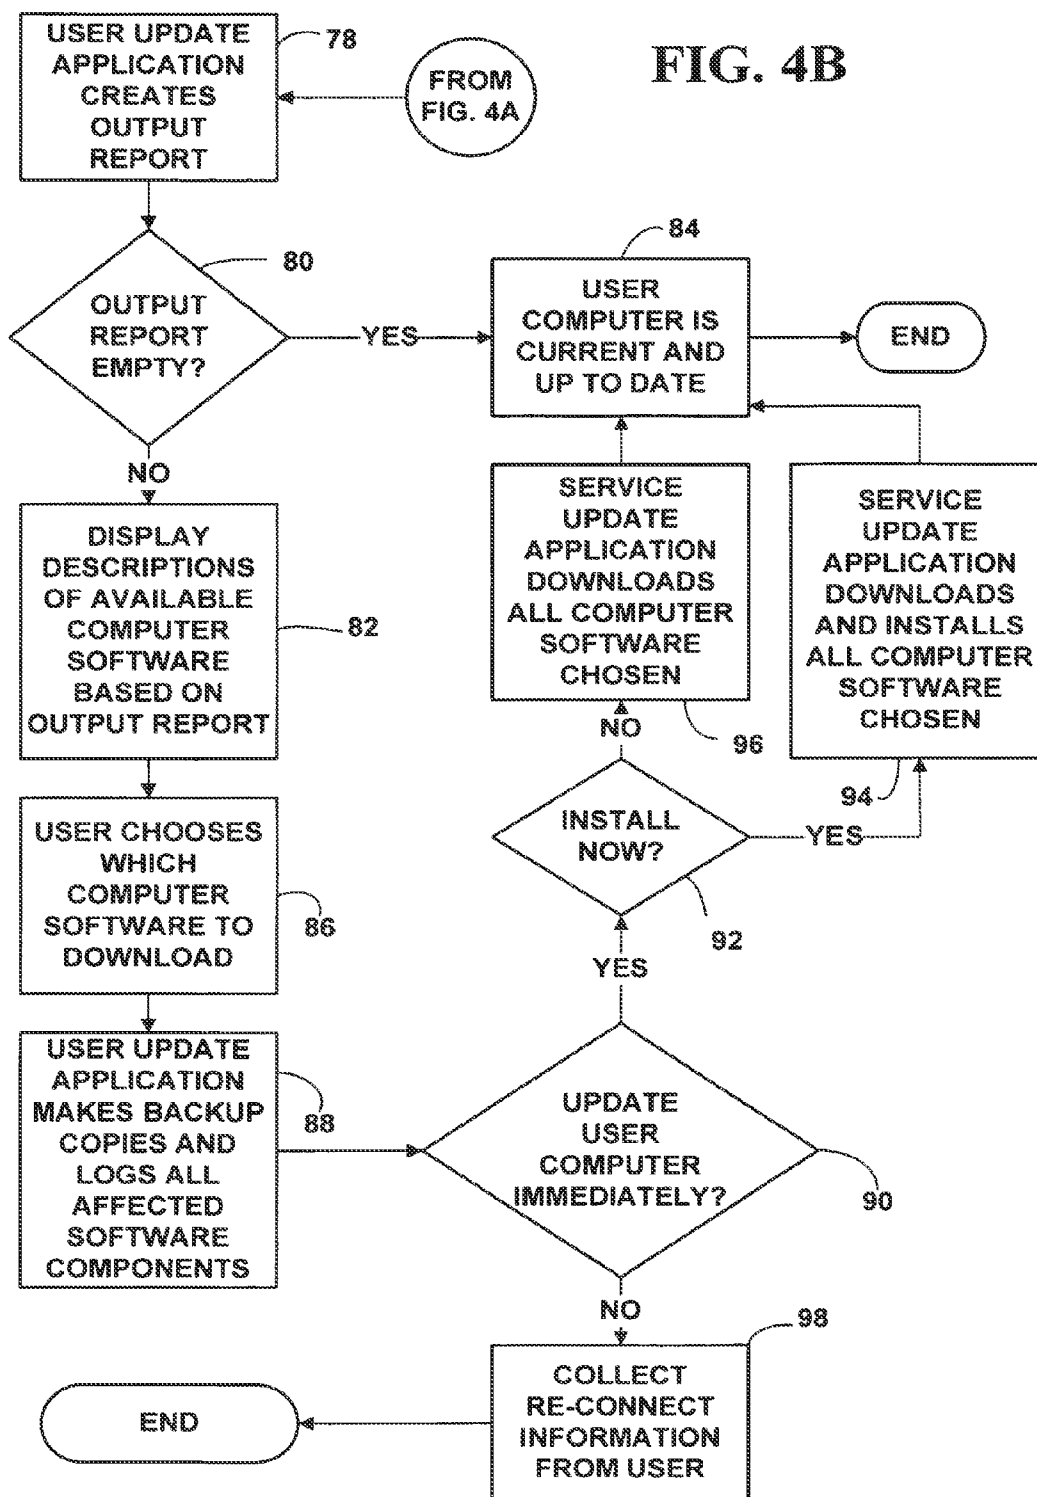 USER UPDATE
APPLICATION
CREATES
OUTPUT
REPORT
78
FROM
FIG. 4A
FIG. 4B
OUTPUT
REPORT
EMPTY?
80
YES
USER
COMPUTER IS
CURRENT AND
UP TO DATE
84
END
NO
DISPLAY
DESCRIPTIONS
OF AVAILABLE
COMPUTER
SOFTWARE
BASED ON
OUTPUT REPORT
82
SERVICE
UPDATE
APPLICATION
DOWNLOADS
ALL COMPUTER
SOFTWARE
CHOSEN
96
SERVICE
UPDATE
APPLICATION
DOWNLOADS
AND INSTALLS
ALL COMPUTER
SOFTWARE
CHOSEN
94
NO
USER CHOOSES
WHICH
COMPUTER
SOFTWARE TO
DOWNLOAD
86
INSTALL
NOW?
YES
92
YES
USER UPDATE
APPLICATION
MAKES BACKUP
COPIES AND
LOGS ALL
AFFECTED
SOFTWARE
COMPONENTS
88
UPDATE
USER
COMPUTER
IMMEDIATELY?
90
NO
98
COLLECT
RE-CONNECT
INFORMATION
FROM USER
END